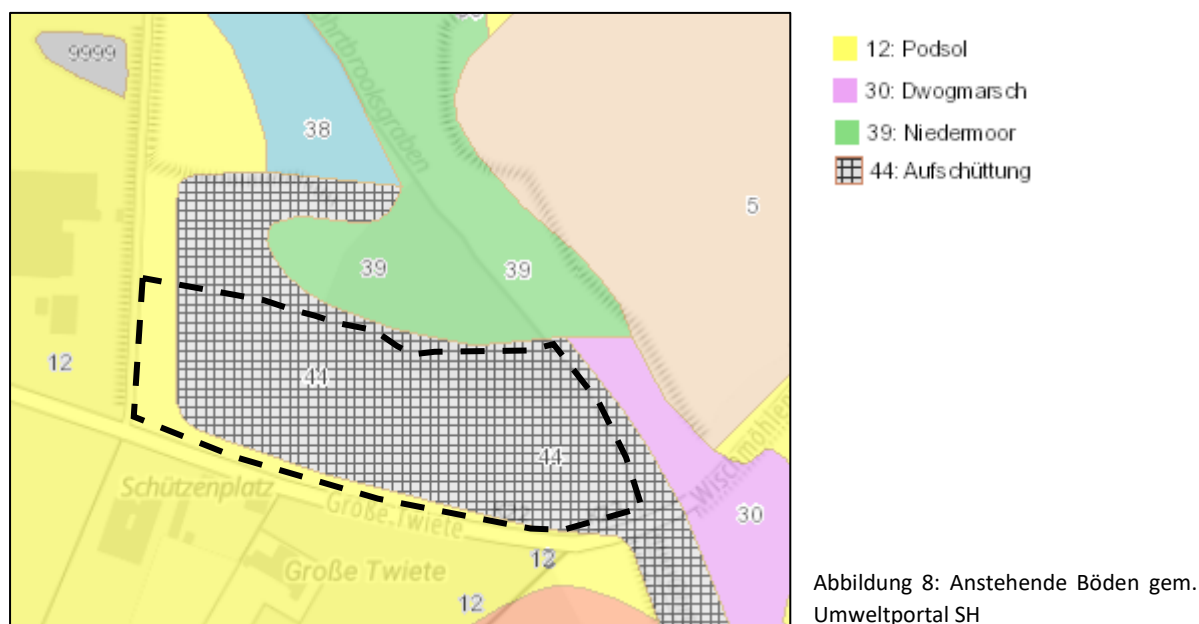 9999
38
5
39
39
12
44
44
30
Schützenplatz
Große Twiete
Große Twiete
12
12
12: Podsol
30: Dwogmarsch
39: Niedermoor
44: Aufschüttung
Abbildung 8: Anstehende Böden gem.
Umweltportal SH